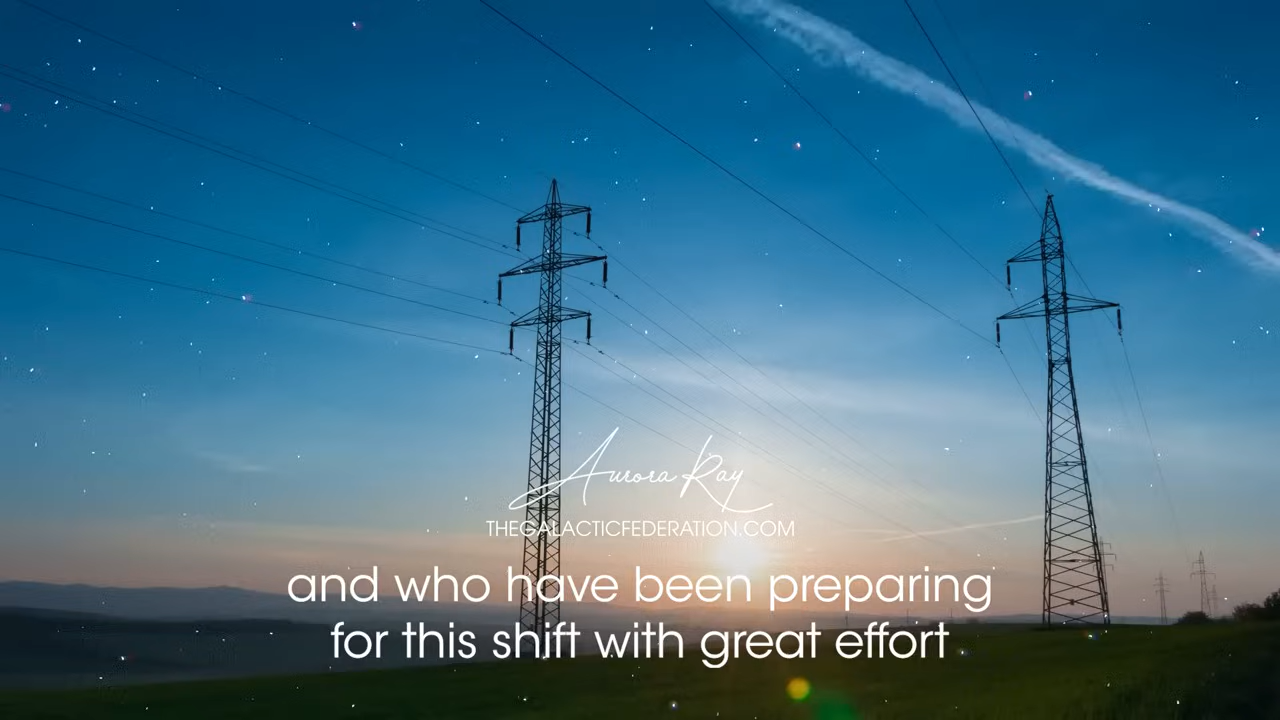 Aurora Ray
THEGALACTICFEDERATION.COM
and who have been preparing
for this shift with great effort